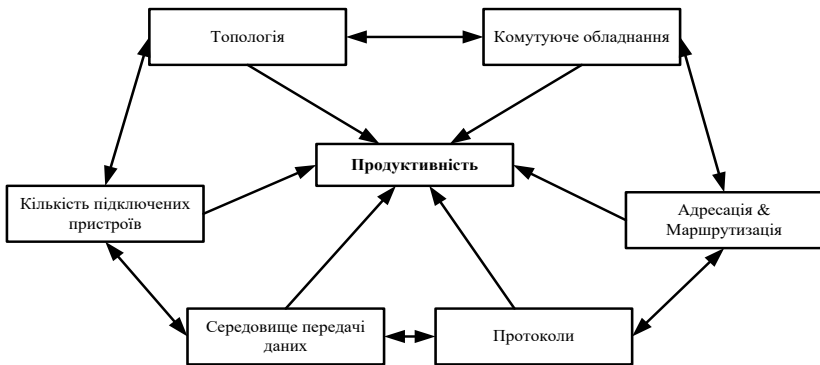 Топологія
Комутуюче обладнання
Продуктивність
Кількість підключених
пристроїв
Адресація &
Маршрутизація
Середовище передачі
даних
Протоколи